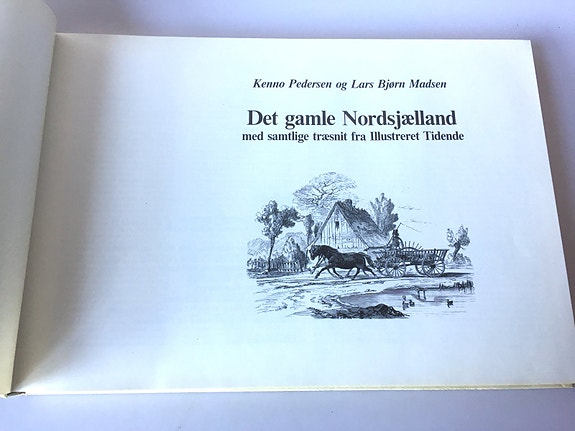 Kenno Pedersen og Lars Bjørn Madsen
Det gamle Nordsjælland
med samtlige træsnit fra Illustreret Tidende